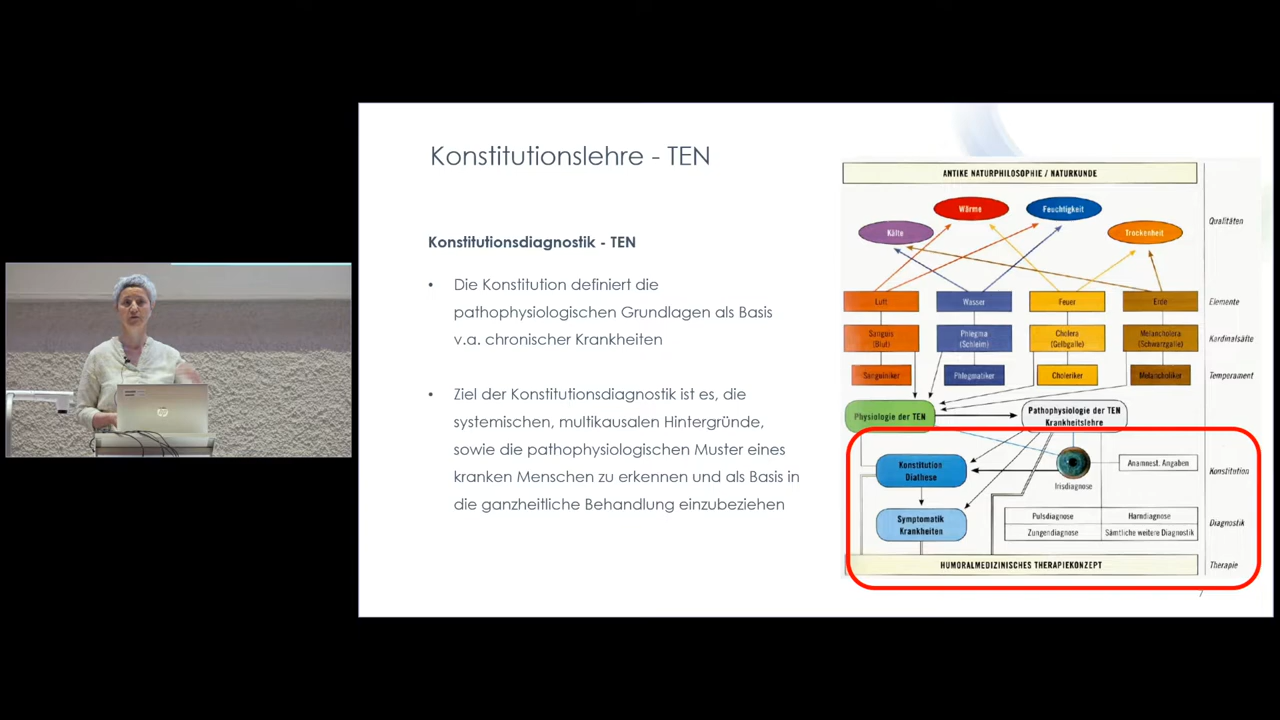 Konstitutionslehre - TEN
Konstitutionsdiagnostik - TEN
• Die Konstitution definiert die
pathophysiologischen Grundlagen als Basis
v.a. chronischer Krankheiten
• Ziel der Konstitutionsdiagnostik ist es, die
systemischen, multikausalen Hintergründe,
sowie die pathophysiologischen Muster eines
kranken Menschen zu erkennen und als Basis in
die ganzheitliche Behandlung einzubeziehen
ANTIKE NATURPHILOSOPHIE / NATURKUNDE
Wärme
Feuchtigkeit
Kälte
Trockenheit
Qualitäten
Luft
Wasser
Feuer
Erde
Elemente
Sanguis
(Blut)
Phlegma
(Schleim)
Cholera
(Gelbgalle)
Melancholera
(Schwarzgalle)
Kardinalsäfte
Sanguiniker
Phlegmatiker
Choleriker
Melancholiker
Temperament
Physiologie der TEN
Pathophysiologie der TEN
Krankheitslehre
Konstitution
Diathese
Irisdiagnose
Anamnest. Angaben
Konstitution
Symptomatik
Krankheiten
Pulsdiagnose
Harndiagnose
Zungendiagnose
Sämtliche weitere Diagnostik
Diagnostik
HUMORALMEDIZINISCHES THERAPIEKONZEPT
Therapie
hp